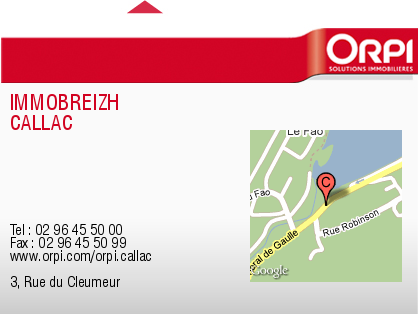 ORPI
SOLUTIONS IMMOBILIÈRES
IMMOBREIZH
CALLAC
Le Fao
C
Fao
Rue Robinson
éral de Gaulle
Google
Tel : 02 96 45 50 00
Fax : 02 96 45 50 99
www.orpi.com/orpi.callac
3, Rue du Cleumeur